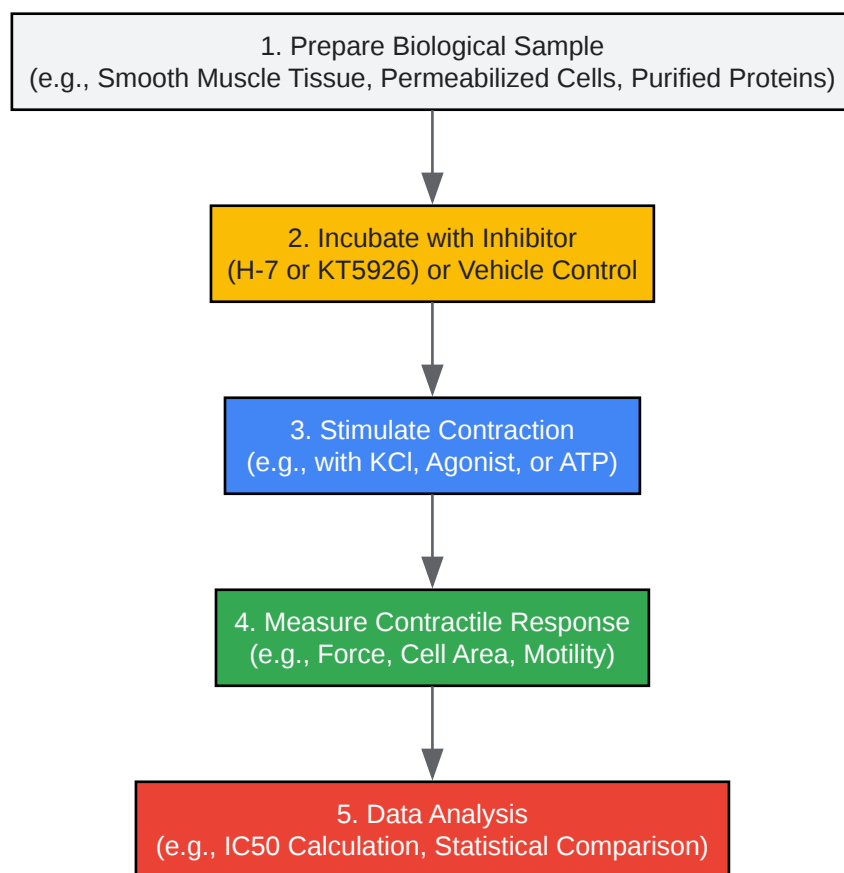 1. Prepare Biological Sample
(e.g., Smooth Muscle Tissue, Permeabilized Cells, Purified Proteins)
2. Incubate with Inhibitor
(H-7 or KT5926) or Vehicle Control
3. Stimulate Contraction
(e.g., with KCl, Agonist, or ATP)
4. Measure Contractile Response
(e.g., Force, Cell Area, Motility)
5. Data Analysis
(e.g., IC50 Calculation, Statistical Comparison)